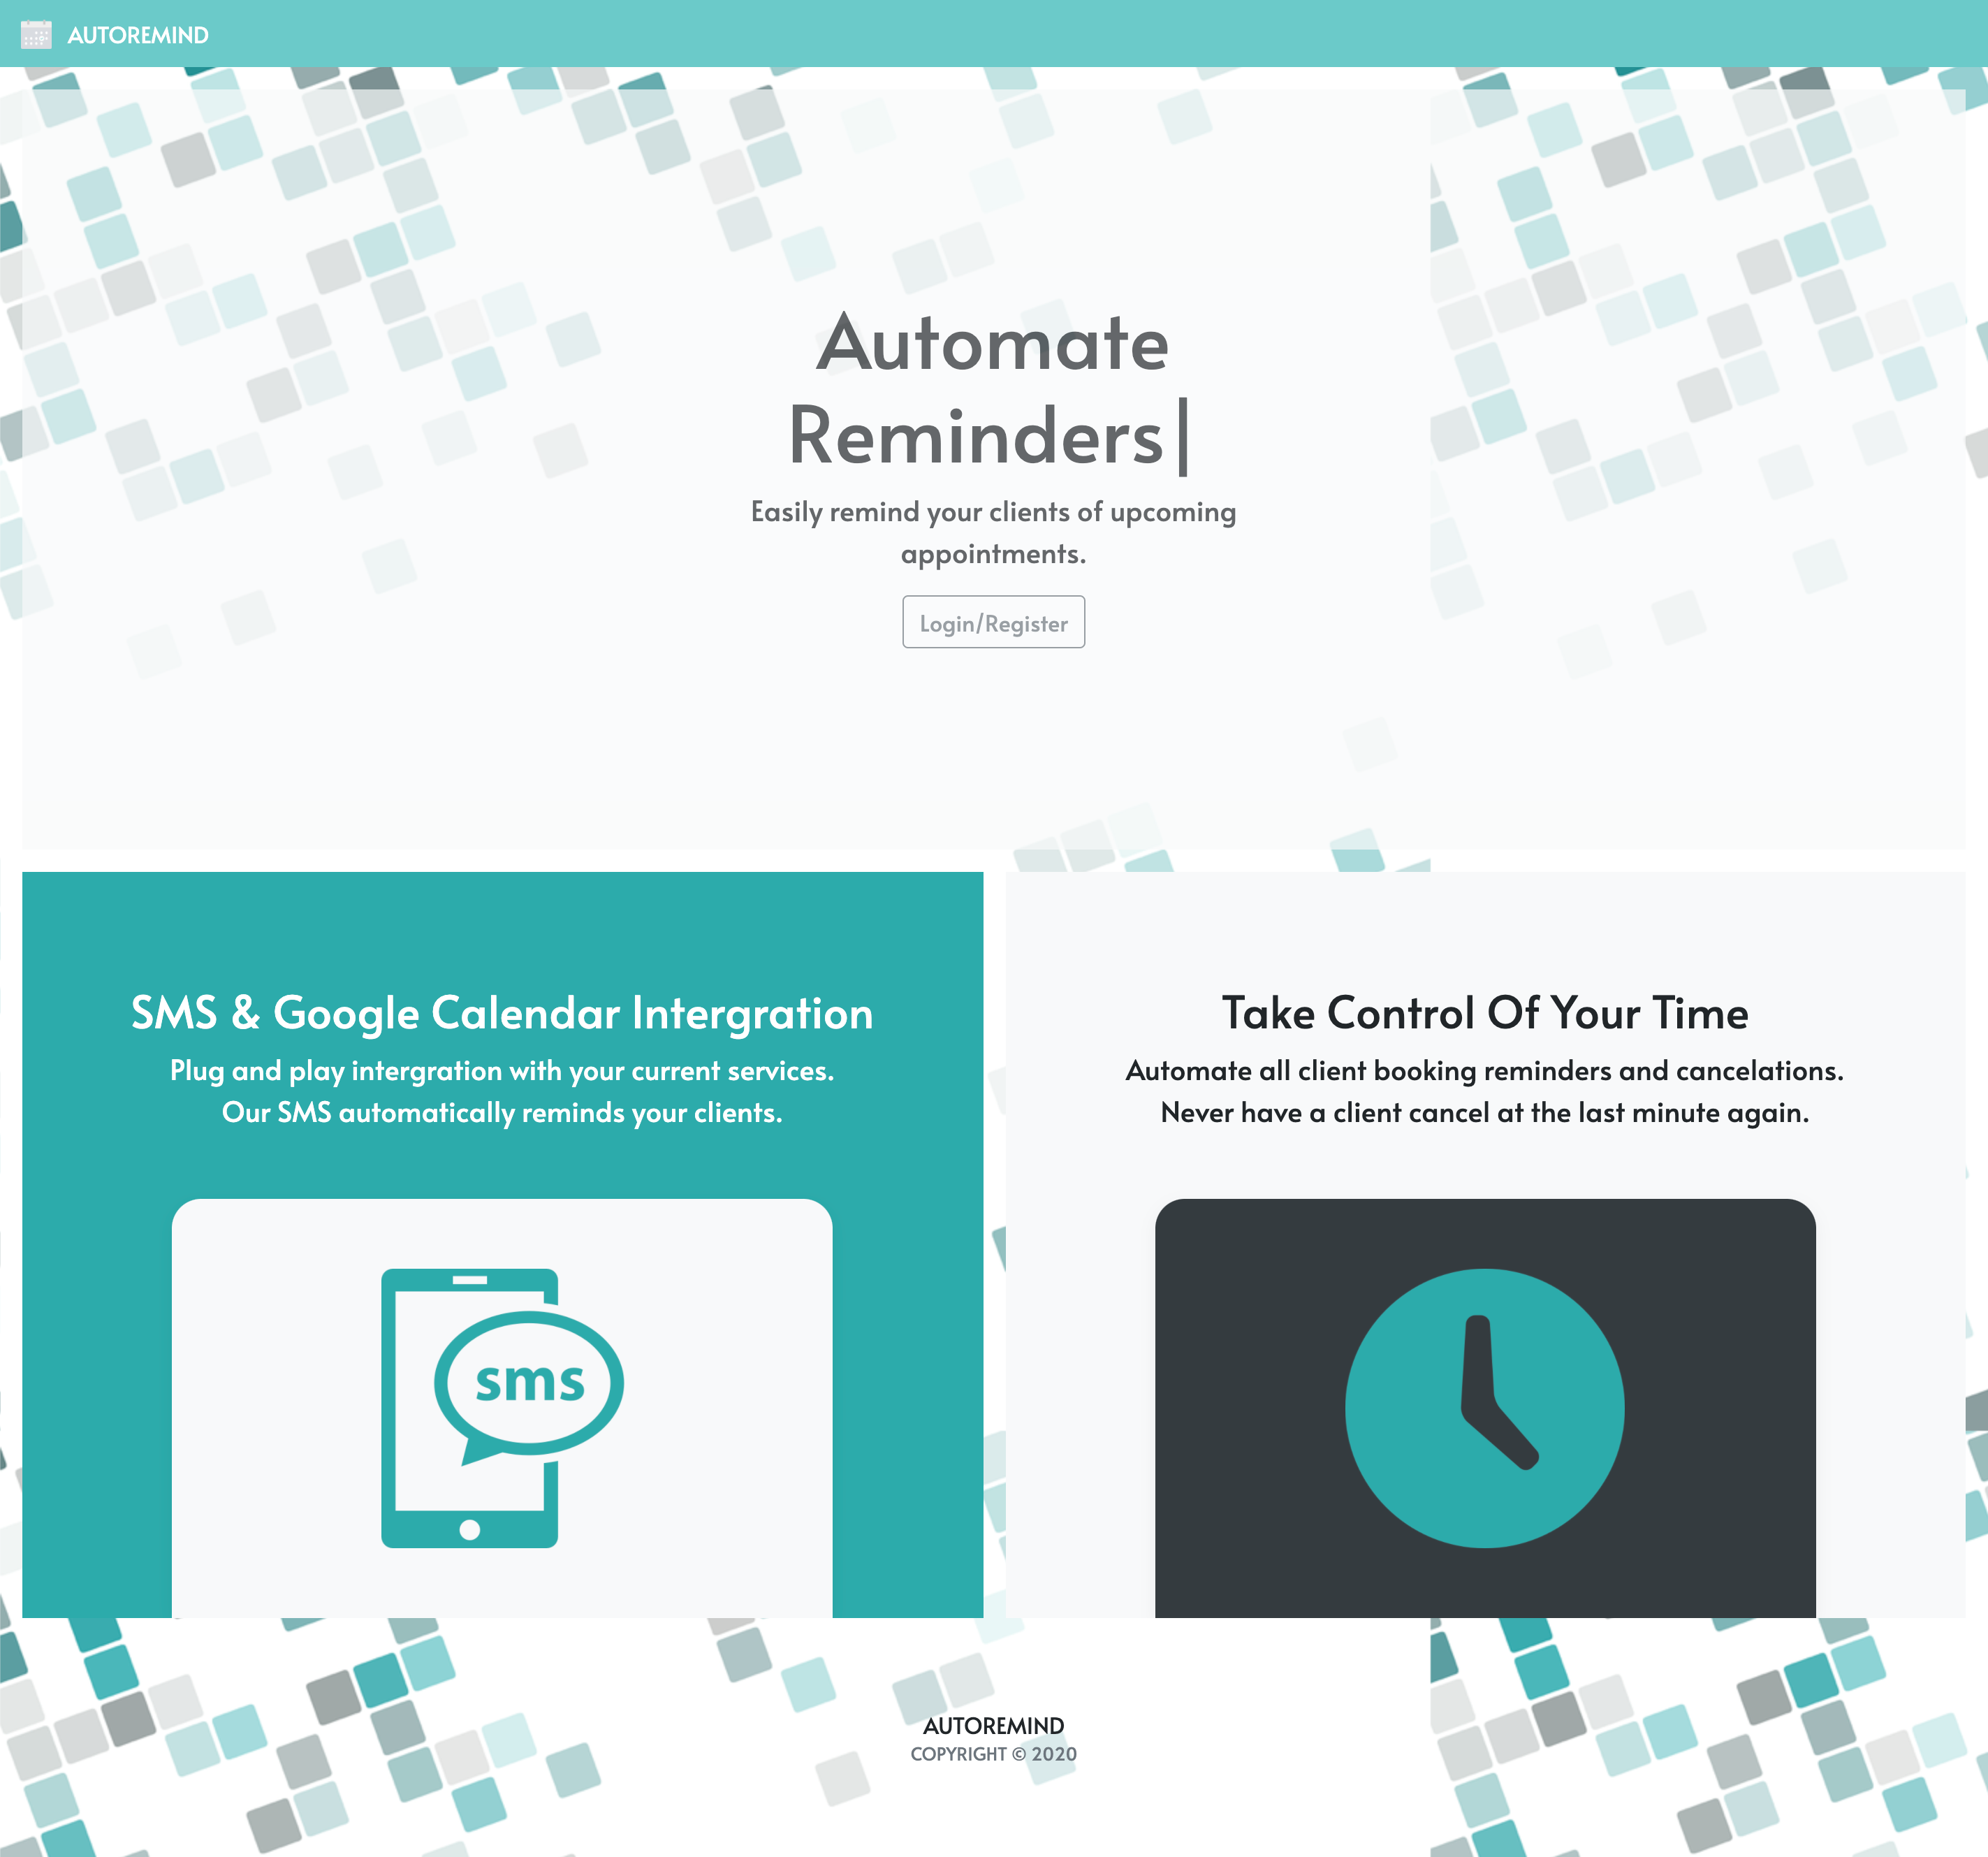 AUTOREMIND
Automate
Reminders|
Easily remind your clients of upcoming
appointments.
Login/Register
SMS & Google Calendar Intergration
Plug and play intergration with your current services.
Our SMS automatically reminds your clients.
sms
Take Control Of Your Time
Automate all client booking reminders and cancelations.
Never have a client cancel at the last minute again.
AUTOREMIND
COPYRIGHT © 2020